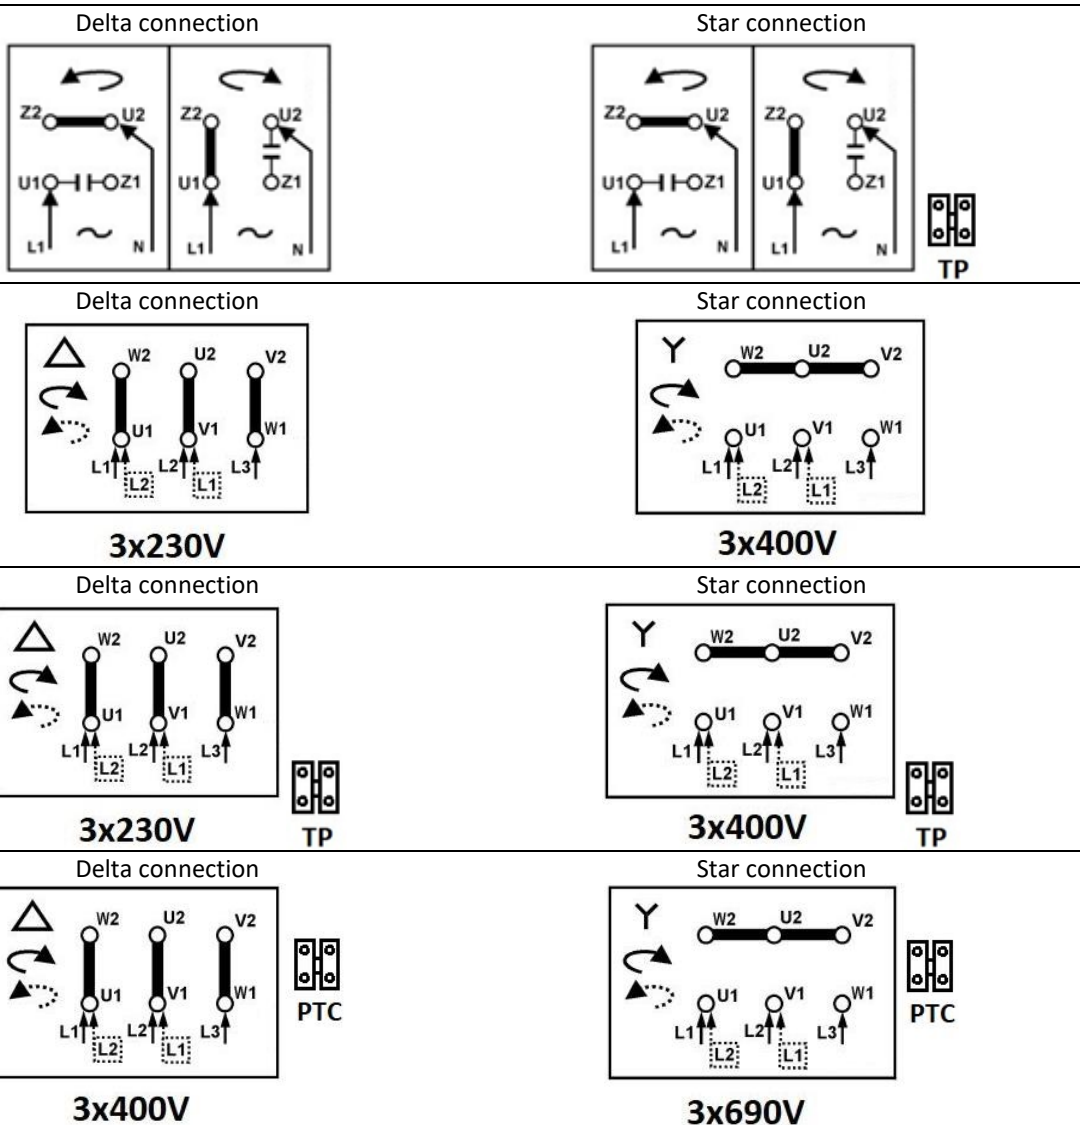 Delta connection
Star connection
Z2 U2 Z2 U2
U1 Z1 U1 Z1
L1 N L1 N
Z2 U2 Z2 U2
U1 Z1 U1 Z1
L1 N L1 N
TP
Delta connection
Star connection
W2 U2 V2
U1 V1 W1
L1 L2 L3
L2 L1
3x230V
W2 U2 V2
U1 V1 W1
L1 L2 L3
L2 L1
3x400V
Delta connection
Star connection
W2 U2 V2
U1 V1 W1
L1 L2 L3
L2 L1
3x230V
TP
W2 U2 V2
U1 V1 W1
L1 L2 L3
L2 L1
3x400V
TP
Delta connection
Star connection
W2 U2 V2
U1 V1 W1
L1 L2 L3
L2 L1
3x400V
PTC
W2 U2 V2
U1 V1 W1
L1 L2 L3
L2 L1
3x690V
PTC